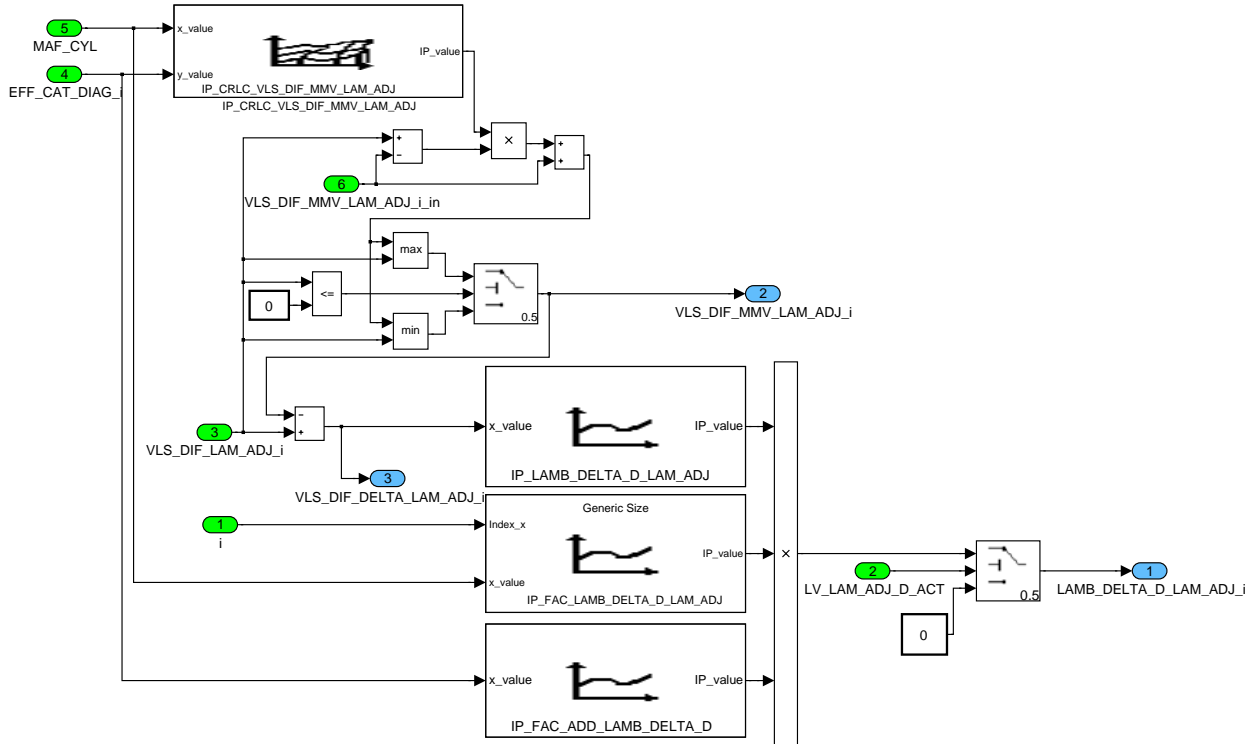 5
MAF_CYL
4
EFF_CAT_DIAG_i
x_value
y_value
IP_value
IP_CRLC_VLS_DIF_MMV_LAM_ADJ
IP_CRLC_VLS_DIF_MMV_LAM_ADJ
+
−
×
+
+
6
VLS_DIF_MMV_LAM_ADJ_i_in
max
0
<=
min
0.5
2
VLS_DIF_MMV_LAM_ADJ_i
3
VLS_DIF_LAM_ADJ_i
−
+
3
VLS_DIF_DELTA_LAM_ADJ_i
x_value
IP_value
IP_LAMB_DELTA_D_LAM_ADJ
1
i
Generic Size
Index_x
x_value
IP_value
IP_FAC_LAMB_DELTA_D_LAM_ADJ
x_value
IP_value
IP_FAC_ADD_LAMB_DELTA_D
×
2
LV_LAM_ADJ_D_ACT
0
0.5
1
LAMB_DELTA_D_LAM_ADJ_i